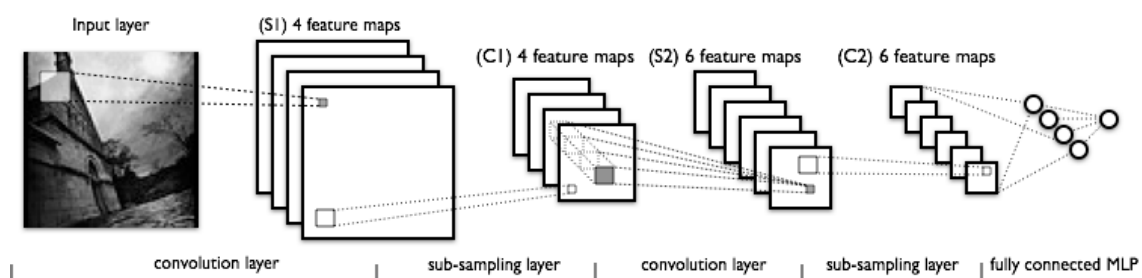 Input layer
(S1) 4 feature maps
(C1) 4 feature maps
(S2) 6 feature maps
(C2) 6 feature maps
convolution layer
sub-sampling layer
convolution layer
sub-sampling layer
fully connected MLP